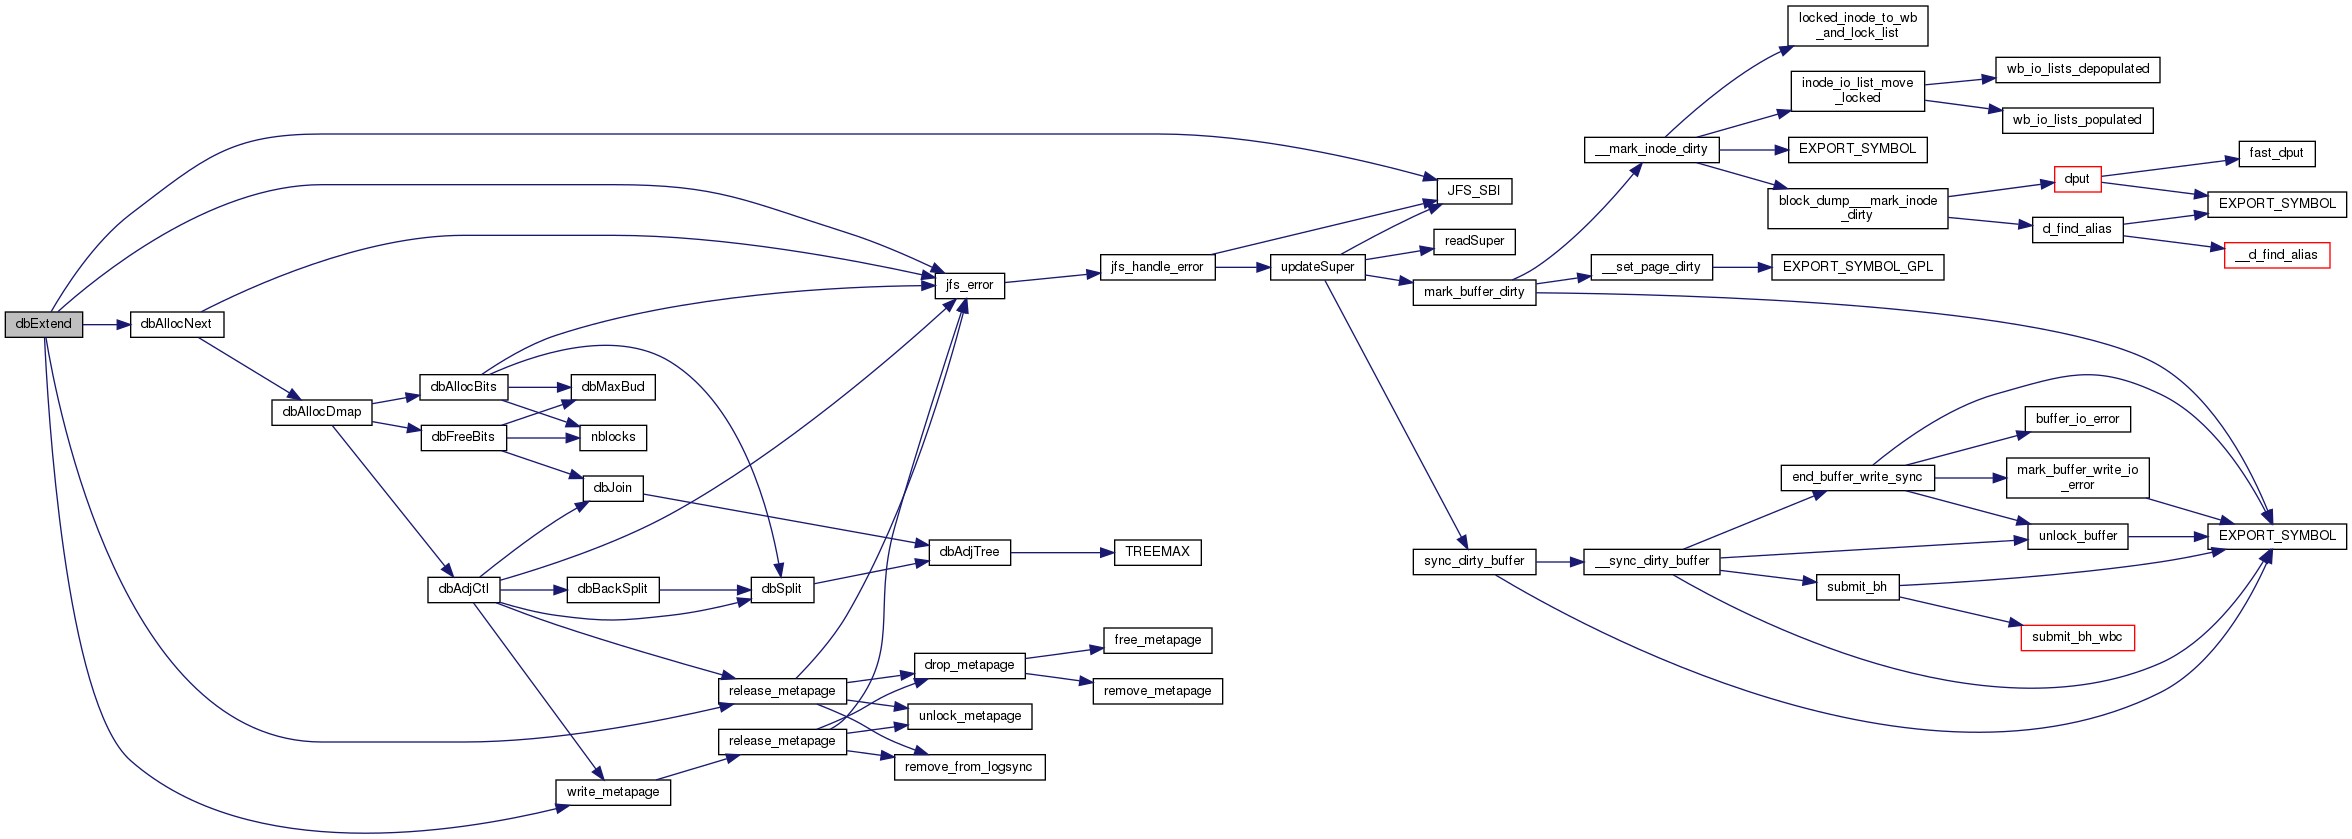 locked_inode_to_wb
_and_lock_list
wb_io_lists_depopulated
inode_io_list_move
_locked
wb_io_lists_populated
__mark_inode_dirty
EXPORT_SYMBOL
fast_dput
dput
JFS_SBI
block_dump___mark_inode
_dirty
EXPORT_SYMBOL
d_find_alias
readSuper
__d_find_alias
jfs_handle_error
updateSuper
__set_page_dirty
EXPORT_SYMBOL_GPL
jfs_error
mark_buffer_dirty
dbExtend
dbAllocNext
dbAllocBits
dbMaxBud
dbAllocDmap
buffer_io_error
dbFreeBits
nblocks
mark_buffer_write_io
_error
end_buffer_write_sync
dbJoin
unlock_buffer
EXPORT_SYMBOL
dbAdjTree
TREEMAX
sync_dirty_buffer
__sync_dirty_buffer
dbAdjCtl
dbBackSplit
dbSplit
submit_bh
submit_bh_wbc
free_metapage
drop_metapage
release_metapage
remove_metapage
unlock_metapage
release_metapage
remove_from_logsync
write_metapage